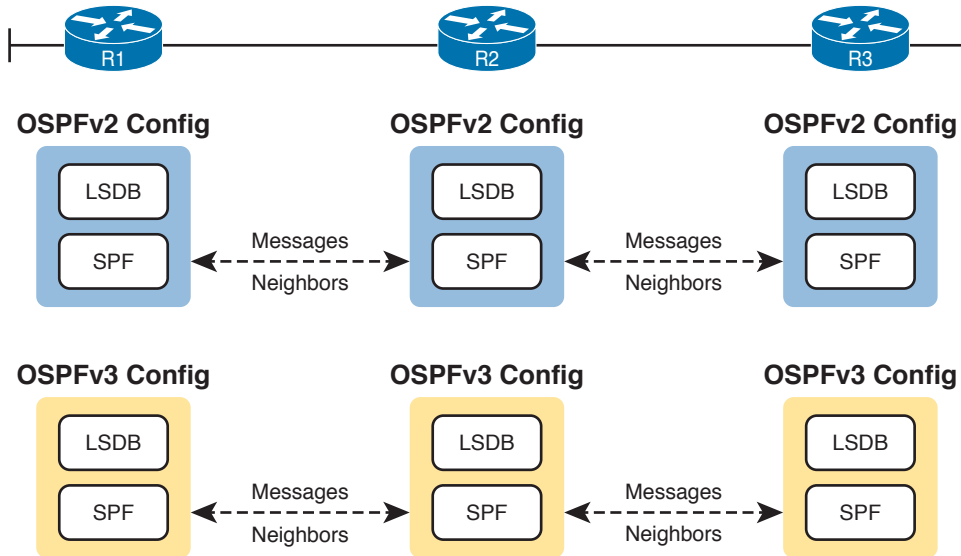 R1 R2 R3
OSPFv2 Config OSPFv2 Config OSPFv2 Config
LSDB LSDB LSDB
Messages Messages
SPF SPF SPF
Neighbors Neighbors
OSPFv3 Config OSPFv3 Config OSPFv3 Config
LSDB LSDB LSDB
Messages Messages
SPF SPF SPF
Neighbors Neighbors